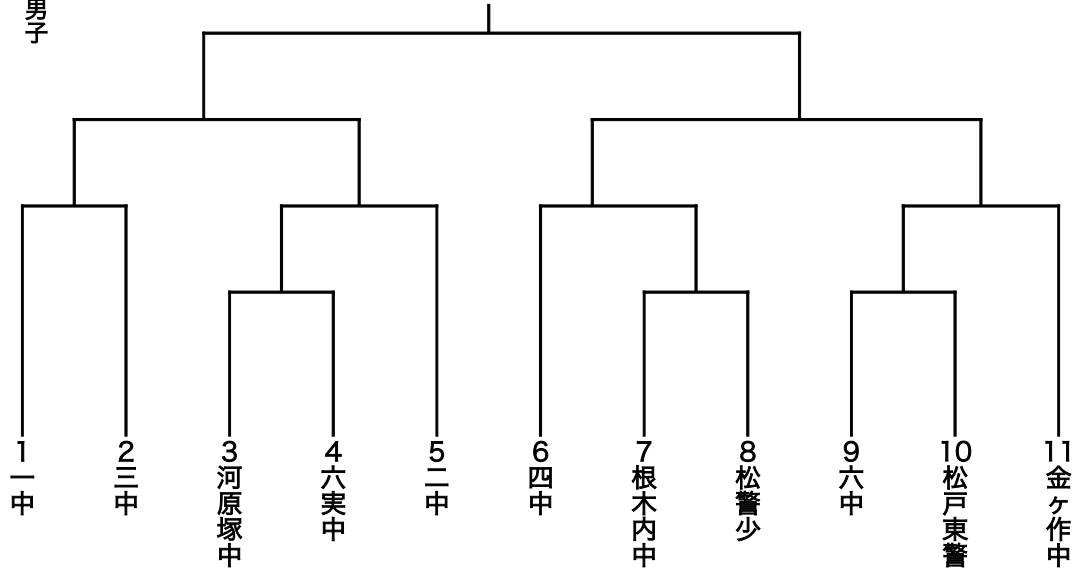 男子
1 一中
2 三中
3 河原塚中
4 六実中
5 二中
6 四中
7 根木内中
8 松警少
9 六中
10 松戸東警
11 金ヶ作中